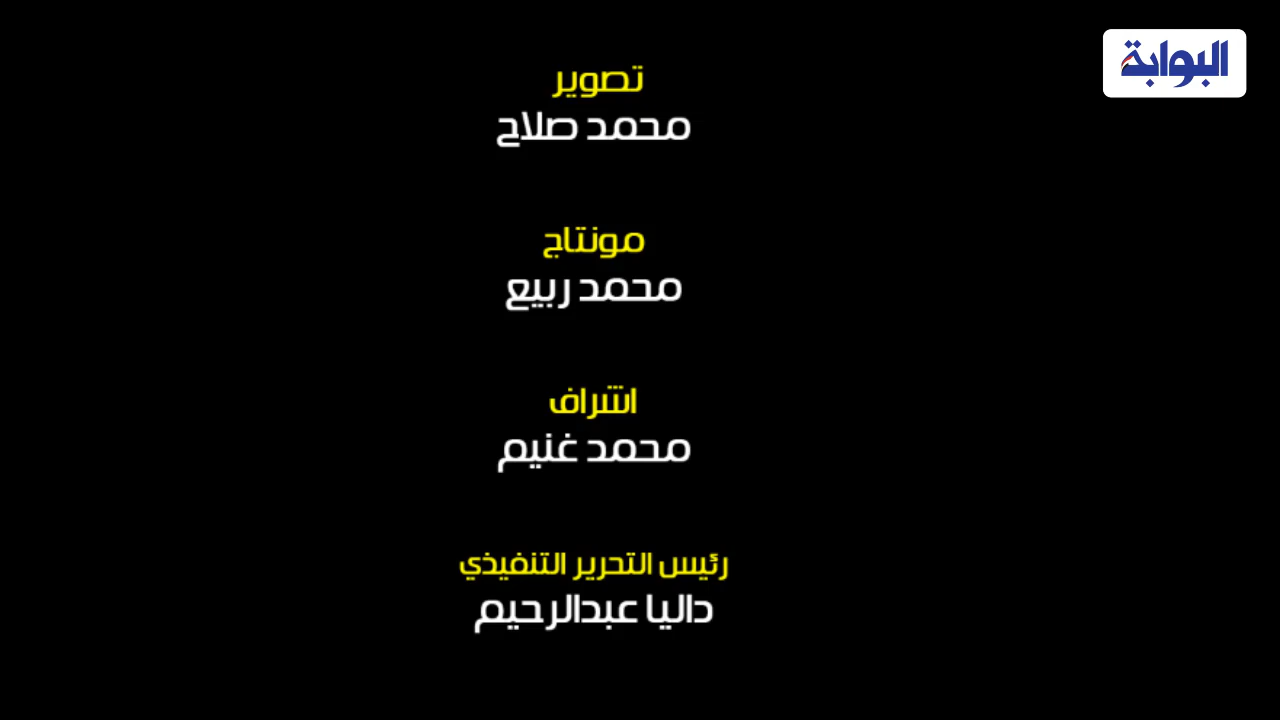 البوابة
تصوير
محمد صلاح
مونتاج
محمد ربيع
اشراف
محمد غنيم
رئيس التحرير التنفيذي
داليا عبدالرحيم